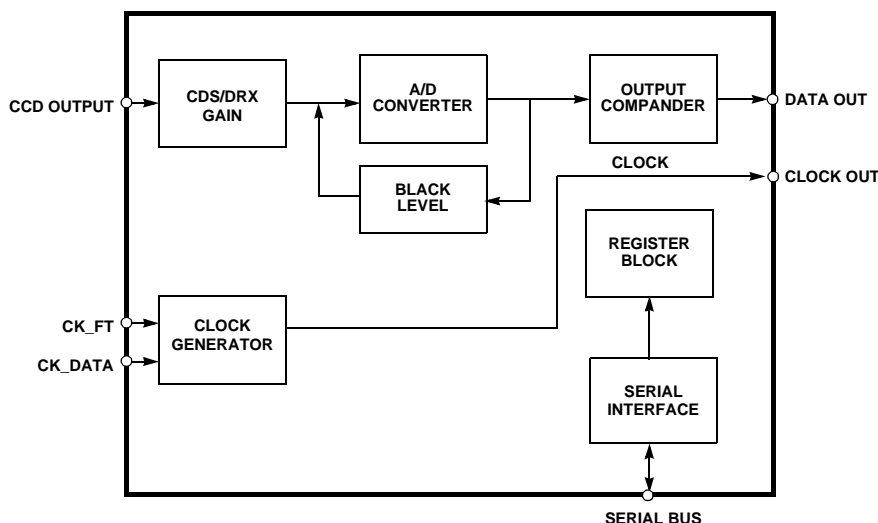 CCD OUTPUT
CDS/DRX
GAIN
A/D
CONVERTER
OUTPUT
COMPANDER
DATA OUT
CLOCK
CLOCK OUT
BLACK
LEVEL
REGISTER
BLOCK
CK_FT
CK_DATA
CLOCK
GENERATOR
SERIAL
INTERFACE
SERIAL BUS